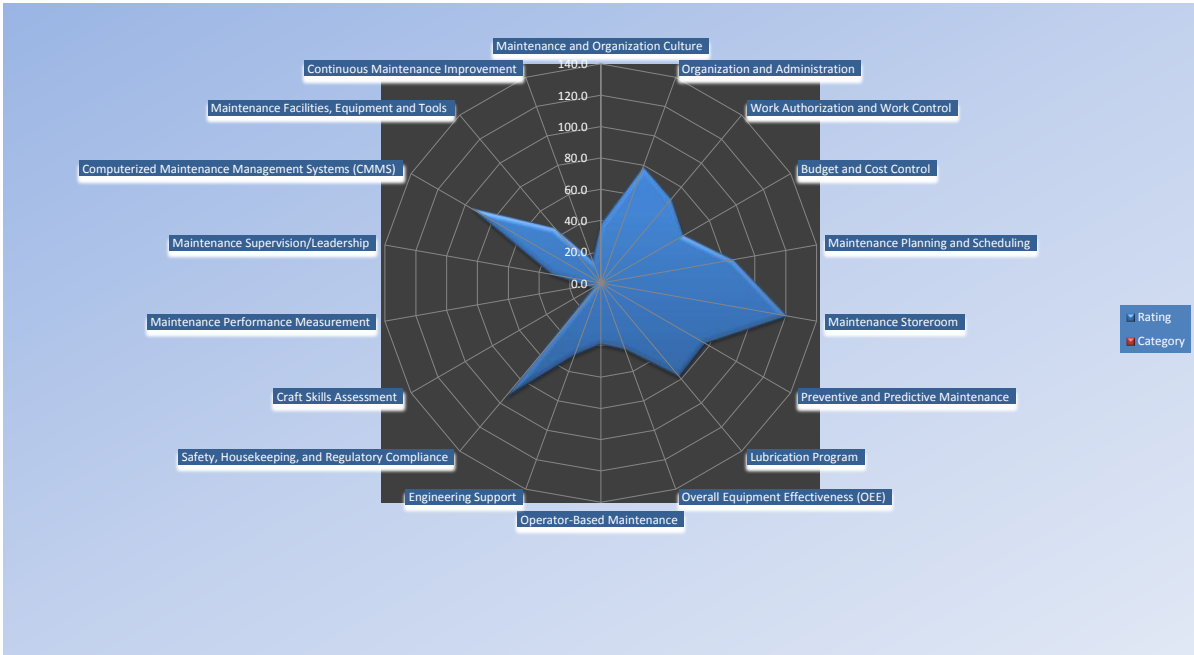 Maintenance and Organization Culture
Continuous Maintenance Improvement
140.0
Organization and Administration
Maintenance Facilities, Equipment and Tools
120.0
Work Authorization and Work Control
100.0
Computerized Maintenance Management Systems (CMMS)
80.0
Budget and Cost Control
60.0
40.0
Maintenance Supervision/Leadership
Maintenance Planning and Scheduling
20.0
0.0
Rating
Maintenance Performance Measurement
Maintenance Storeroom
Category
Craft Skills Assessment
Preventive and Predictive Maintenance
Safety, Housekeeping, and Regulatory Compliance
Lubrication Program
Engineering Support
Overall Equipment Effectiveness (OEE)
Operator-Based Maintenance